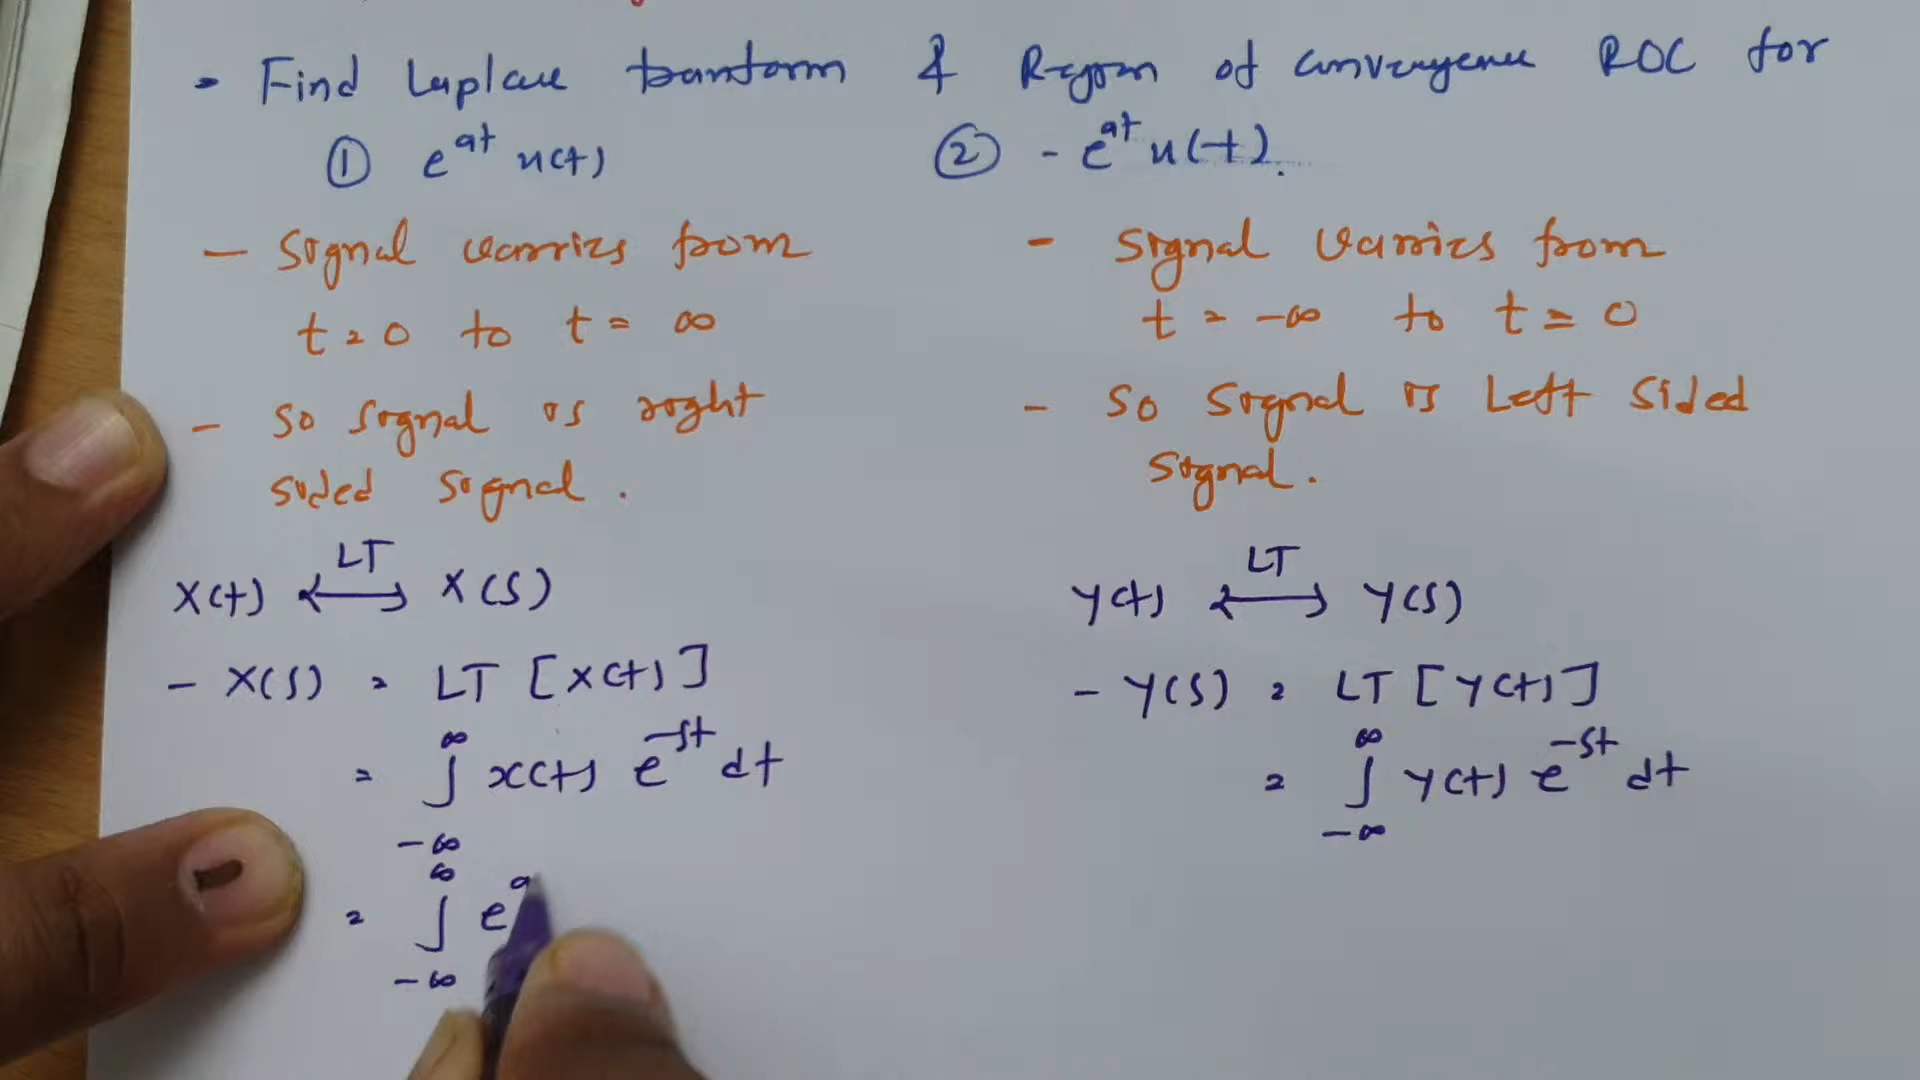 - Find Laplace transform & Region of convergence ROC for
① e^at u(t)
② - e^at u(-t).
- Signal varries from
t = 0 to t = ∞
- So signal is right
sided signal.
- Signal varries from
t = -∞ to t = 0
- So signal is Left sided
signal.
x(t) ⟷ X(s)
LT
- X(s) = LT [x(t)]
= ∫_{-∞}^{∞} x(t) e^{-st} dt
= ∫_{-∞}^{∞} e^a
y(t) ⟷ Y(s)
LT
- Y(s) = LT [y(t)]
= ∫_{-∞}^{∞} y(t) e^{-st} dt